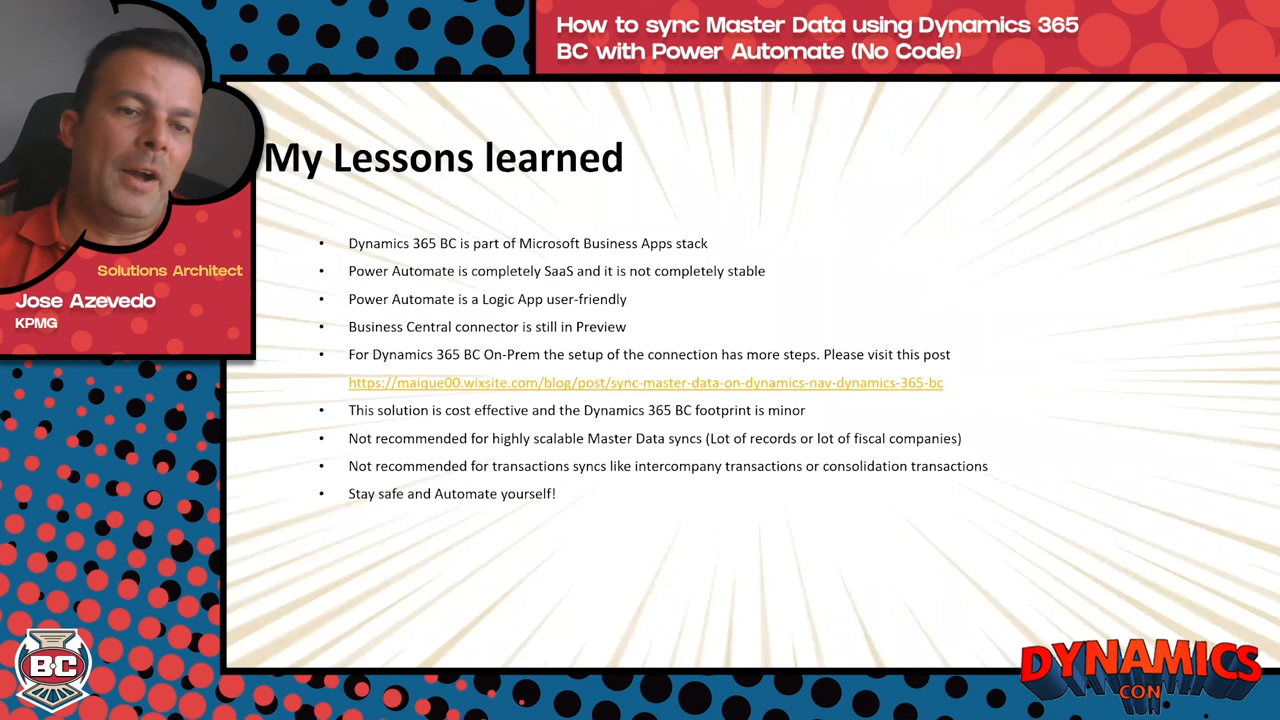 How to sync Master Data using Dynamics 365
BC with Power Automate (No Code)
My Lessons learned
Solutions Architect
Jose Azevedo
KPMG
• Dynamics 365 BC is part of Microsoft Business Apps stack
• Power Automate is completely SaaS and it is not completely stable
• Power Automate is a Logic App user-friendly
• Business Central connector is still in Preview
• For Dynamics 365 BC On-Prem the setup of the connection has more steps. Please visit this post
https://maique00.wixsite.com/blog/post/sync-master-data-on-dynamics-nav-dynamics-365-bc
• This solution is cost effective and the Dynamics 365 BC footprint is minor
• Not recommended for highly scalable Master Data syncs (Lot of records or lot of fiscal companies)
• Not recommended for transactions syncs like intercompany transactions or consolidation transactions
• Stay safe and Automate yourself!
BC
DYNAMICS
CON